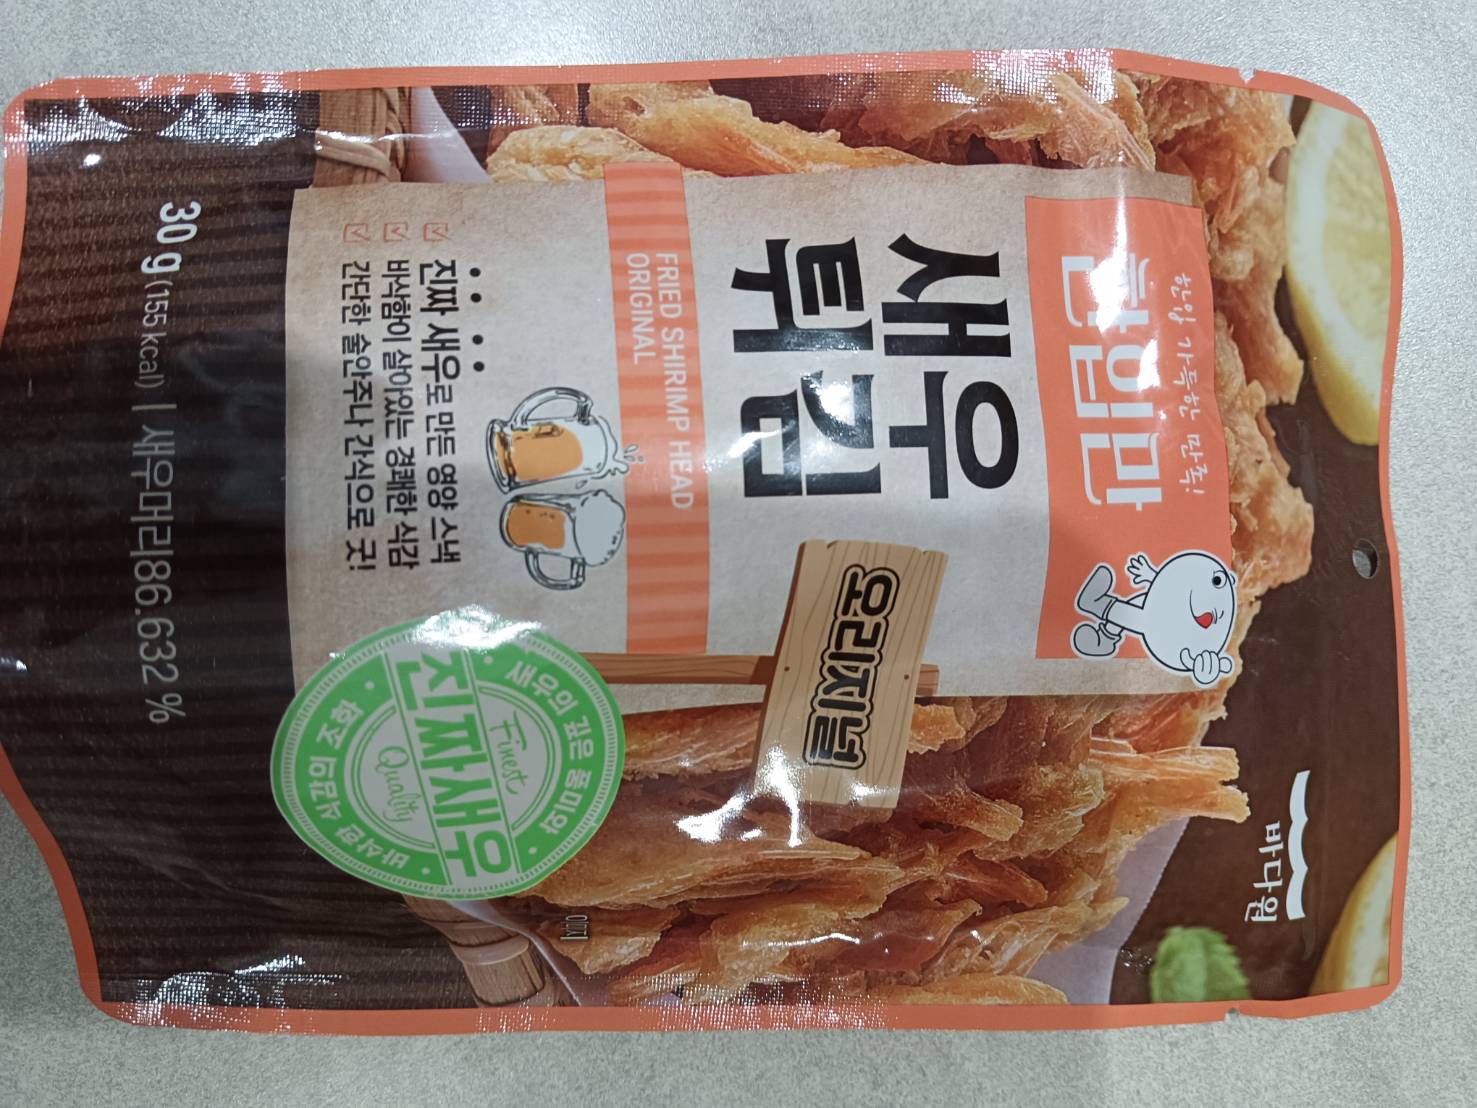 바다원
한입 가득한 만족!
한입만
새우
튀김
오리지널
FRIED SHIRIMP HEAD
ORIGINAL
진짜 새우로 만든 영양 스낵
바삭함이 살아있는 경쾌한 식감
간단한 술안주나 간식으로 굿!
새우의 깊은 풍미와
Finest
진짜새우
Quality
바삭한 식감의 조화
30 g (155 kcal) | 새우머리86.632 %